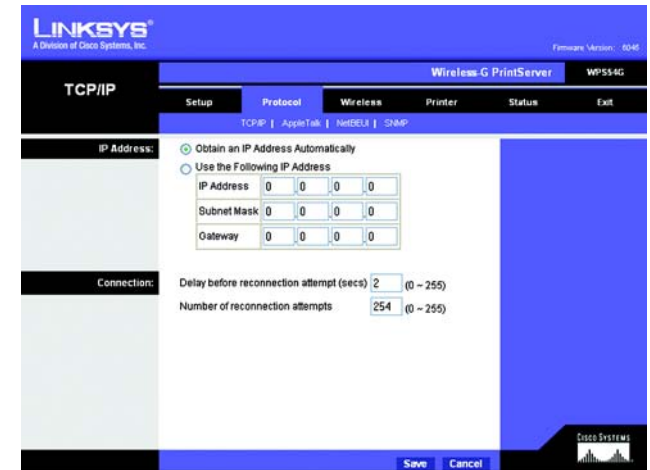 LINKSYS®
A Division of Cisco Systems, Inc.
Firmware Version: 6046
Wireless-G PrintServer WPS54G
TCP/IP
Setup Protocol Wireless Printer Status Exit
TCP/IP | AppleTalk | NetBEUI | SNMP
IP Address:
Obtain an IP Address Automatically
Use the Following IP Address
IP Address 0 . 0 . 0 . 0
Subnet Mask 0 . 0 . 0 . 0
Gateway 0 . 0 . 0 . 0
Connection:
Delay before reconnection attempt (secs) 2 (0 ~ 255)
Number of reconnection attempts 254 (0 ~ 255)
CISCO SYSTEMS
Save Cancel